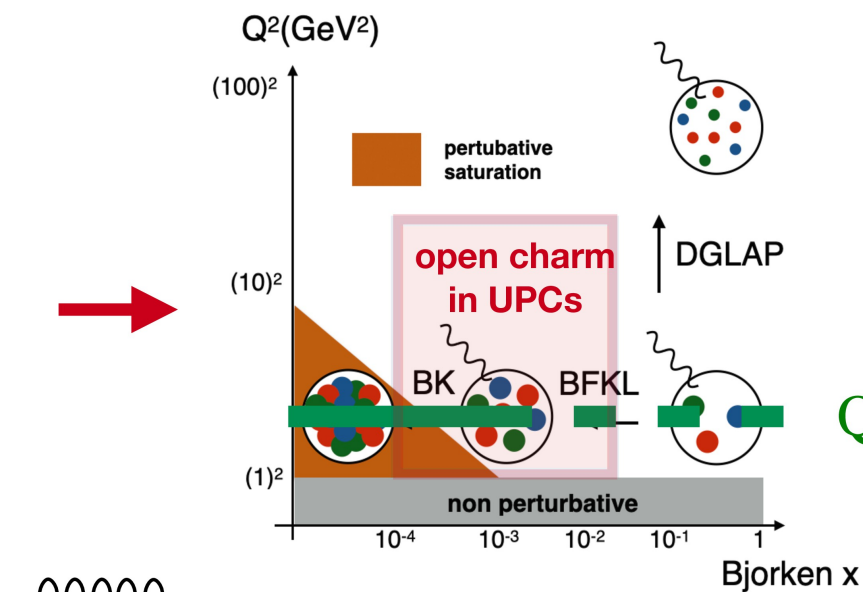 Q²(GeV²)
(100)²
pertubative
saturation
open charm
in UPCs
DGLAP
(10)²
BK
BFKL
Q
(1)²
non perturbative
10⁻⁴
10⁻³
10⁻²
10⁻¹
1
Bjorken x